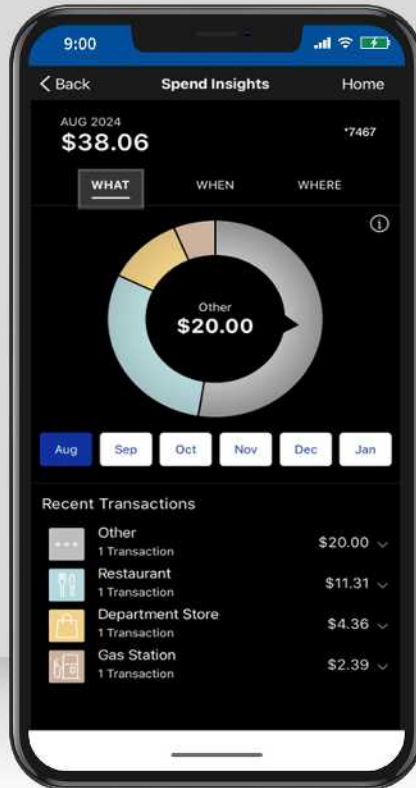 9:00
Back Spend Insights Home
AUG 2024
$38.06 *7467
WHAT WHEN WHERE
Other
$20.00
Aug Sep Oct Nov Dec Jan
Recent Transactions
Other
1 Transaction $20.00
Restaurant
1 Transaction $11.31
Department Store
1 Transaction $4.36
Gas Station
1 Transaction $2.39